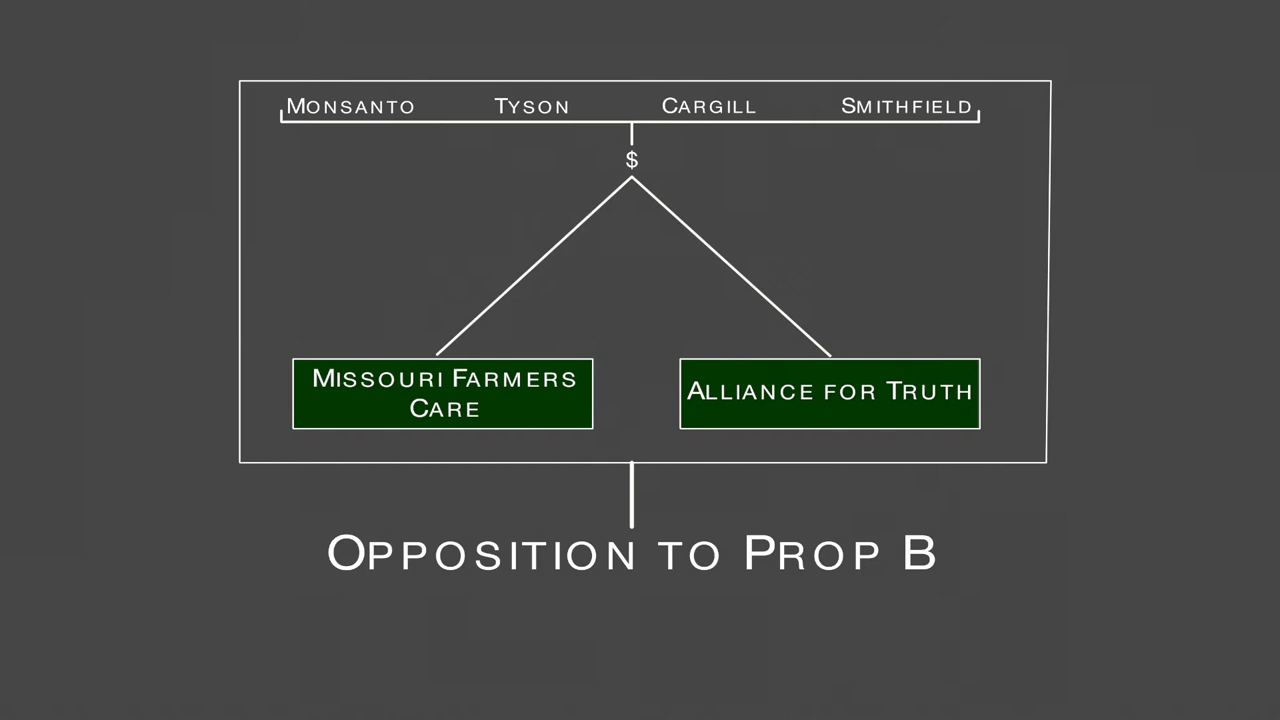 MONSANTO TYSON CARGILL SMITHFIELD
$
MISSOURI FARMERS
CARE
ALLIANCE FOR TRUTH
OPPOSITION TO PROP B